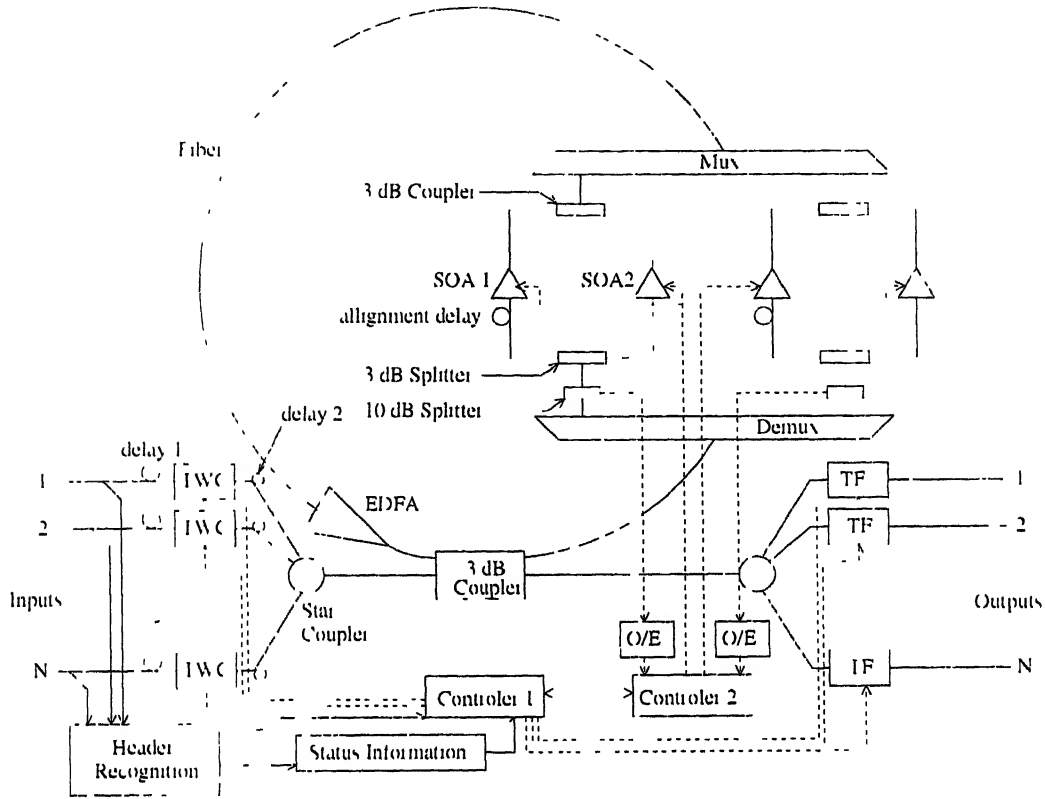 Fiber
Mux
3 dB Coupler
SOA 1
SOA2
allignment delay
3 dB Splitter
10 dB Splitter
Demux
delay 2
delay 1
1
TWC
EDFA
TF
1
2
TWC
TF
2
3 dB
Coupler
Inputs
Star
Coupler
Outputs
O/E
O/E
N
TWC
TF
N
Controler 1
Controler 2
Header
Recognition
Status Information